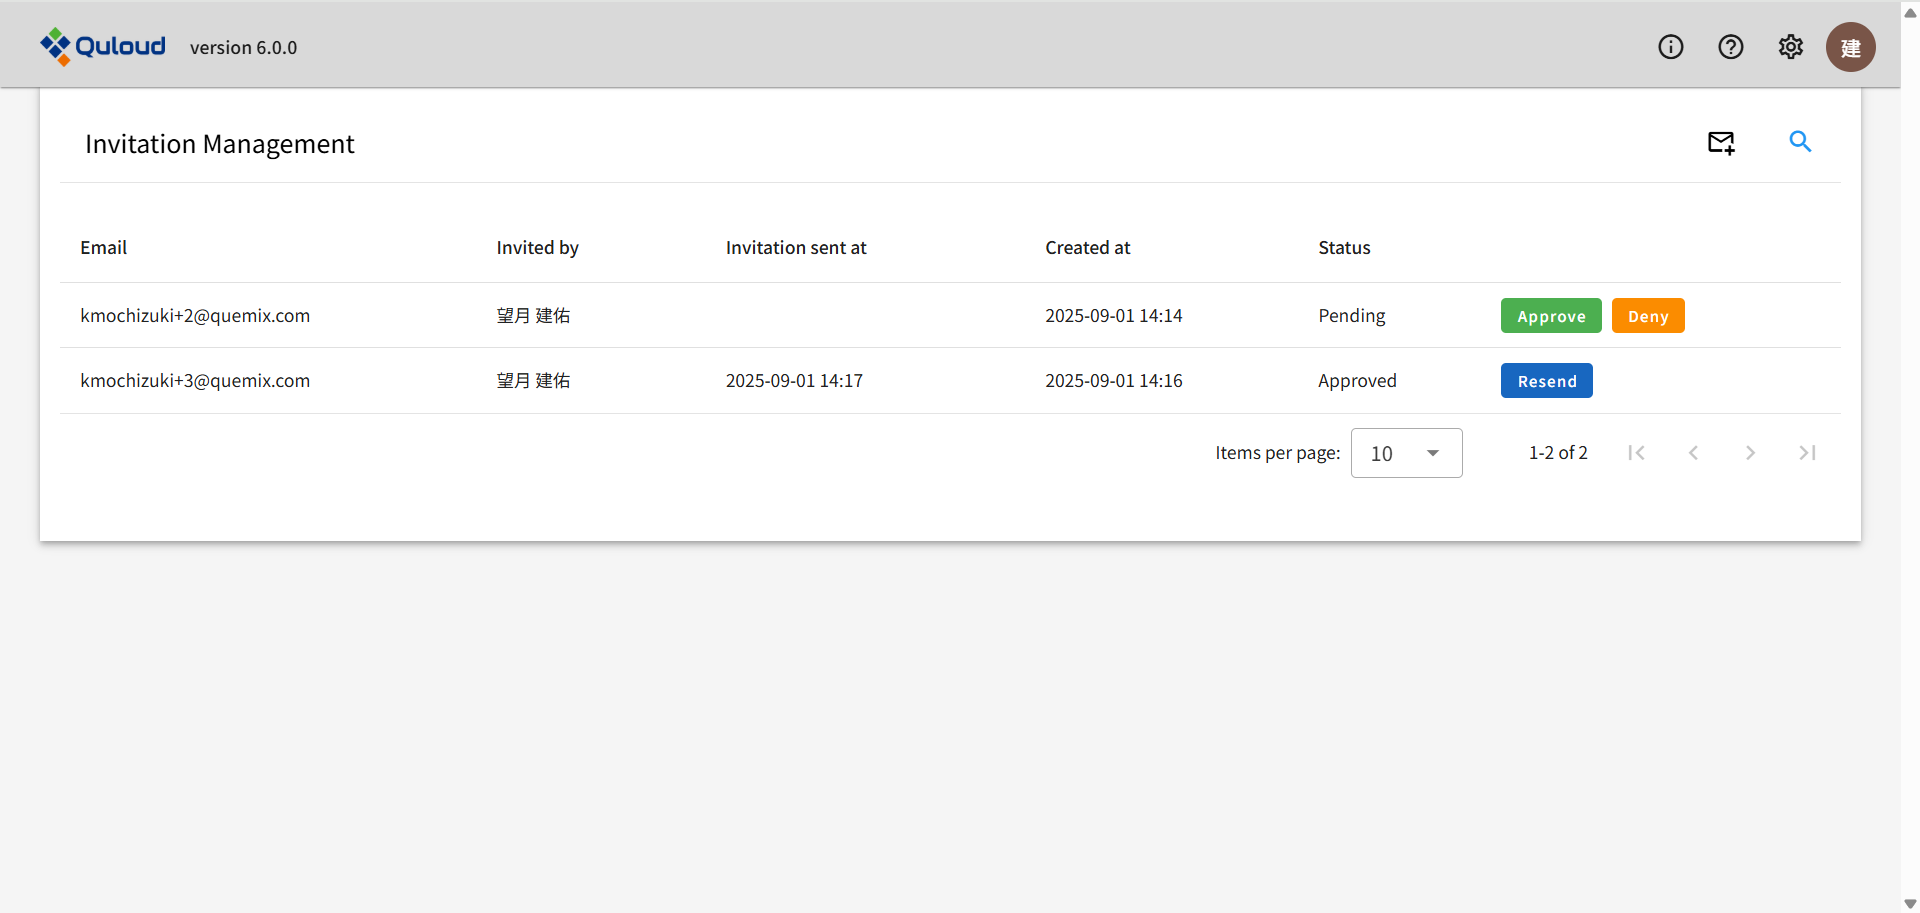 Quloud version 6.0.0 建
Invitation Management
Email Invited by Invitation sent at Created at Status
kmochizuki+2@quemix.com 望月 建佑 2025-09-01 14:14 Pending Approve Deny
kmochizuki+3@quemix.com 望月 建佑 2025-09-01 14:17 2025-09-01 14:16 Approved Resend
Items per page: 10 1-2 of 2